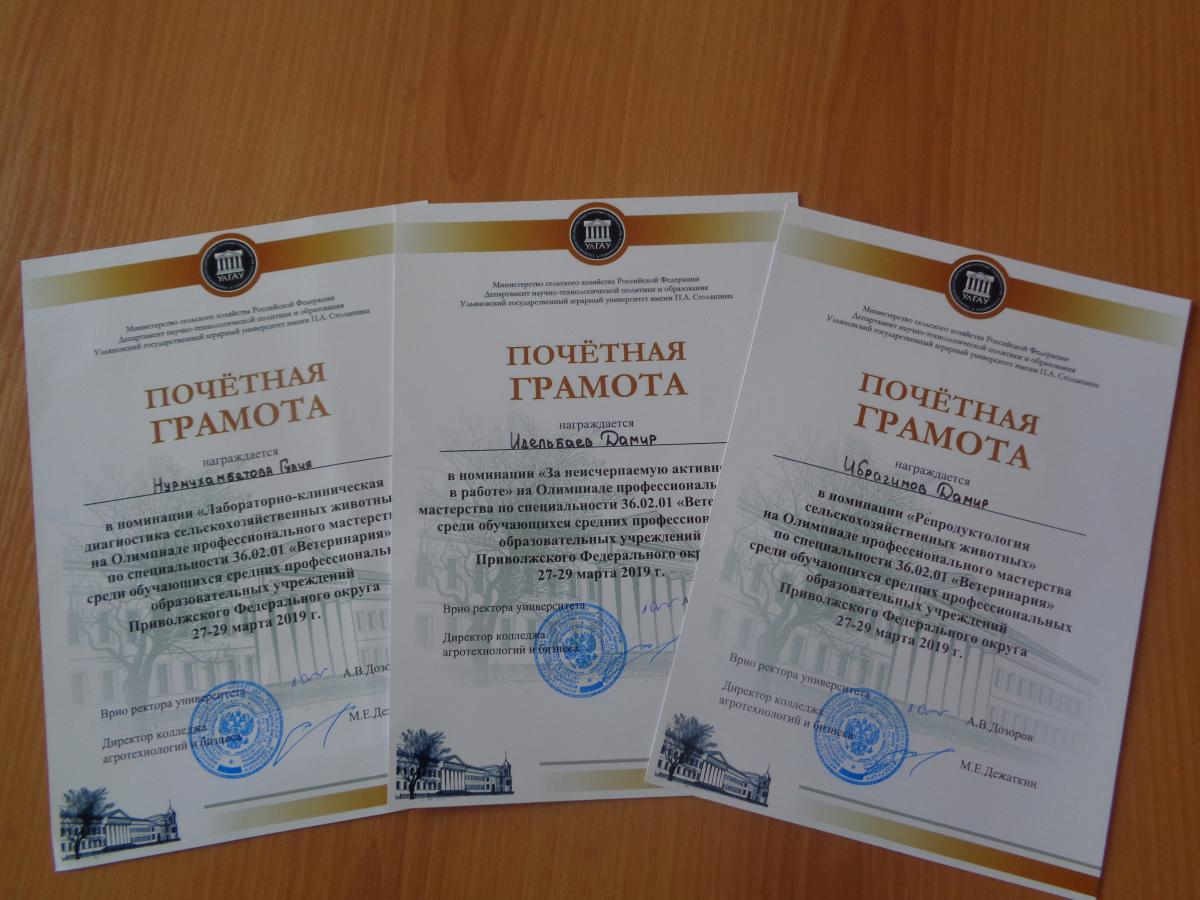 УлГАУ
Министерство сельского хозяйства Российской Федерации
Департамент научно-технологической политики и образования
Ульяновский государственный аграрный университет имени П.А. Столыпина
ПОЧЁТНАЯ
ГРАМОТА
награждается
Нурмухамбетова Гулия
в номинации «Лабораторно-клиническая
диагностика сельскохозяйственных животны
на Олимпиаде профессионального мастерст
по специальности 36.02.01 «Ветеринария»
среди обучающихся средних профессиональн
образовательных учреждений
Приволжского Федерального округа
27-29 марта 2019 г.
Врио ректора университета
А.В.Дозо
Директор колледжа
агротехнологий и бизнеса
М.Е.Деж
УлГАУ
Министерство сельского хозяйства Российской Федерации
Департамент научно-технологической политики и образования
Ульяновский государственный аграрный университет имени П.А. Столыпина
ПОЧЁТНАЯ
ГРАМОТА
награждается
Идельбаев Дамир
в номинации «За неисчерпаемую активно
в работе» на Олимпиаде профессиональ
мастерства по специальности 36.02.01 «Вете
среди обучающихся средних профессион
образовательных учреждений
Приволжского Федерального окру
27-29 марта 2019 г.
Врио ректора университета
Директор колледжа
агротехнологий и бизнеса
УлГАУ
Министерство сельского хозяйства Российской Федерации
Департамент научно-технологической политики и образования
Ульяновский государственный аграрный университет имени П.А. Столыпина
ПОЧЁТНАЯ
ГРАМОТА
награждается
Ибрагимов Дамир
в номинации «Репродуктология
сельскохозяйственных животных»
на Олимпиаде профессионального мастерства
по специальности 36.02.01 «Ветеринария»
среди обучающихся средних профессиональных
образовательных учреждений
Приволжского Федерального округа
27-29 марта 2019 г.
Врио ректора университета
А.В.Дозоров
Директор колледжа
агротехнологий и бизнеса
М.Е.Дежаткин